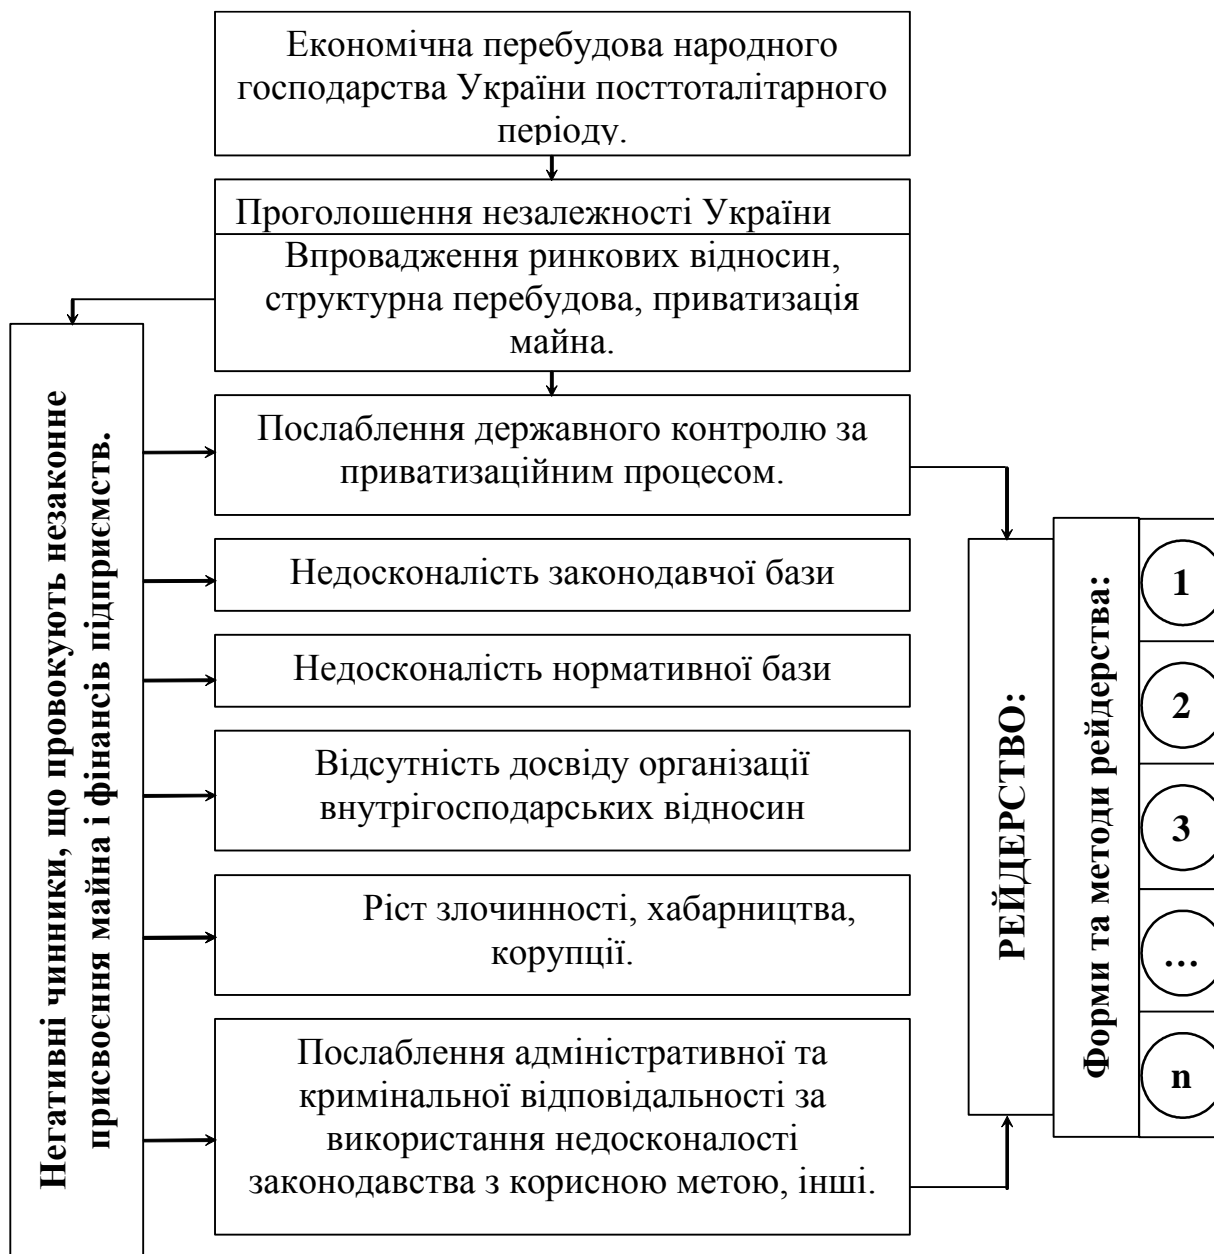 Економічна перебудова народного
господарства України посттоталітарного
періоду.
Проголошення незалежності України
Впровадження ринкових відносин,
структурна перебудова, приватизація
майна.
Негативні чинники, що провокують незаконне
присвоєння майна і фінансів підприємств.
Послаблення державного контролю за
приватизаційним процесом.
Недосконалість законодавчої бази
Недосконалість нормативної бази
Відсутність досвіду організації
внутрігосподарських відносин
Ріст злочинності, хабарництва,
корупції.
Послаблення адміністративної та
кримінальної відповідальності за
використання недосконалості
законодавства з корисною метою, інші.
РЕЙДЕРСТВО:
Форми та методи рейдерства:
1
2
3
...
n